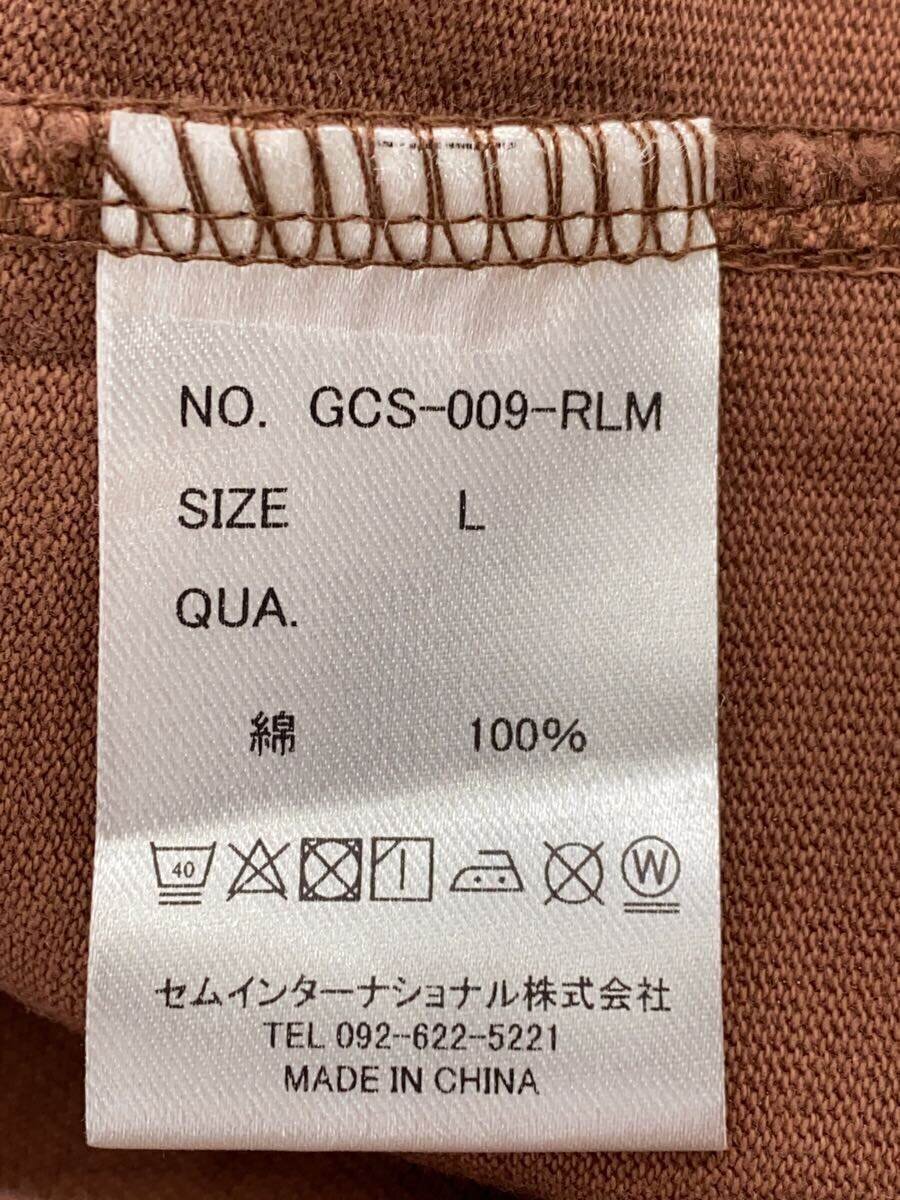 NO. GCS-009-RLM
SIZE L
QUA.
綿 100%
40
W
セムインターナショナル株式会社
TEL 092-622-5221
MADE IN CHINA